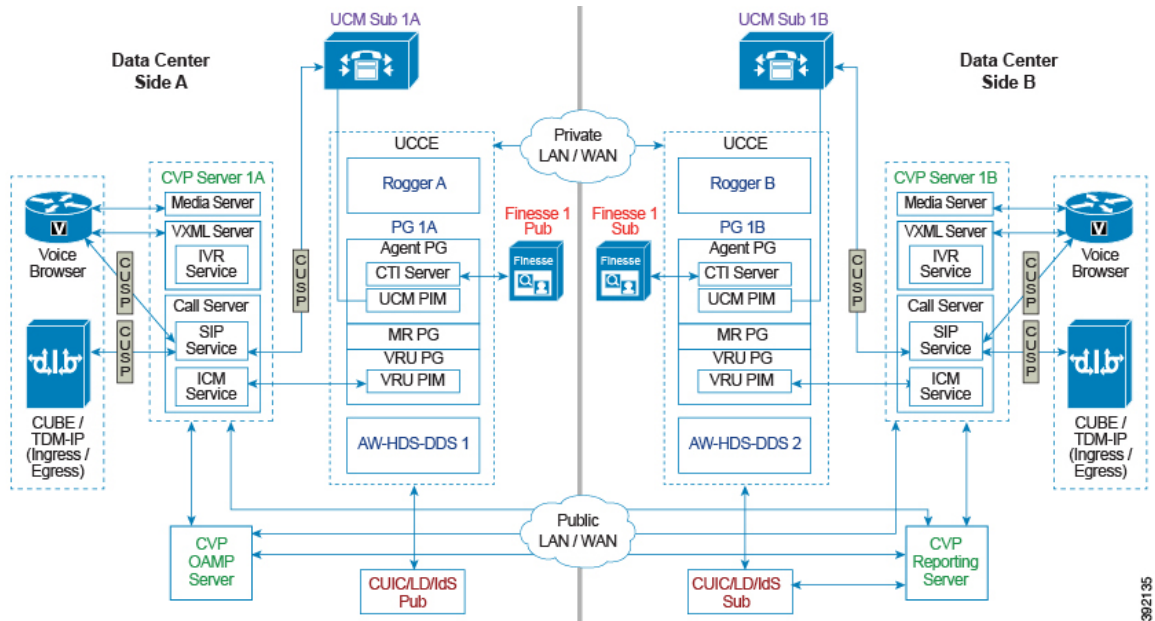 UCM Sub 1A
Data Center
Side A
UCCE
Rogger A
PG 1A
Agent PG
CTI Server
UCM PIM
MR PG
VRU PG
VRU PIM
AW-HDS-DDS 1
CVP Server 1A
Media Server
VXML Server
IVR
Service
Call Server
SIP
Service
ICM
Service
V
Voice
Browser
CUSP
CUSP
CUSP
CUBE /
TDM-IP
(Ingress /
Egress)
Finesse 1
Pub
Finesse
CVP
OAMP
Server
CUIC/LD/IdS
Pub
Private
LAN / WAN
Public
LAN / WAN
UCM Sub 1B
Data Center
Side B
UCCE
Rogger B
Finesse 1
Sub
Finesse
PG 1B
Agent PG
CTI Server
UCM PIM
MR PG
VRU PG
VRU PIM
AW-HDS-DDS 2
CUSP
CVP Server 1B
Media Server
VXML Server
IVR
Service
Call Server
SIP
Service
ICM
Service
CUSP
CUSP
V
Voice
Browser
CUBE /
TDM-IP
(Ingress /
Egress)
CUIC/LD/IdS
Sub
CVP
Reporting
Server
392135